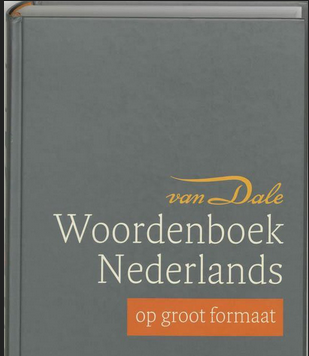 van Dale
Woordenboek
Nederlands
op groot formaat